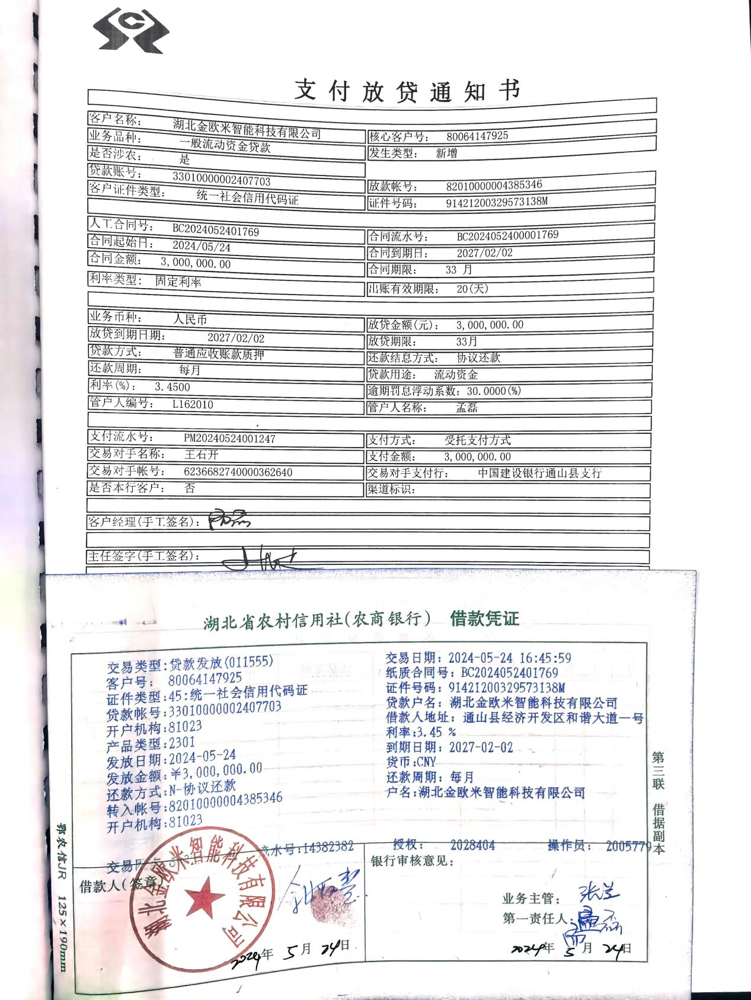 支付放贷通知书
客户名称： 湖北金欧米智能科技有限公司 核心客户号： 80064147925
业务品种： 一般流动资金贷款 发生类型： 新增
是否涉农： 是
贷款账号： 33010000002407703 放款帐号： 82010000004385346
客户证件类型： 统一社会信用代码证 证件号码： 91421200329573138M
人工合同号： BC2024052401769 合同流水号： BC2024052400001769
合同起始日： 2024/05/24 合同到期日： 2027/02/02
合同金额： 3,000,000.00 合同期限： 33 月
利率类型： 固定利率 出账有效期限： 20(天)
业务币种： 人民币 放贷金额(元)： 3,000,000.00
放贷到期日期： 2027/02/02 放贷期限： 33月
贷款方式： 普通应收账款质押 还款结息方式： 协议还款
还款周期： 每月 贷款用途： 流动资金
利率(%)： 3.4500 逾期罚息浮动系数：30.0000(%)
管户人编号： L162010 管户人名称： 孟磊
支付流水号： PM20240524001247 支付方式： 受托支付方式
交易对手名称： 王石开 支付金额： 3,000,000.00
交易对手帐号： 6236682740000362640 交易对手支付行： 中国建设银行通山县支行
是否本行客户： 否 渠道标识：
客户经理(手工签名)：
主任签字(手工签名)：
湖北省农村信用社(农商银行) 借款凭证
交易类型:贷款发放(011555)
客户号： 80064147925
证件类型:45:统一社会信用代码证
贷款帐号:33010000002407703
开户机构:81023
产品类型:2301
发放日期:2024-05-24
发放金额:￥3,000,000.00
还款方式:N-协议还款
转入帐号:82010000004385346
开户机构:81023
交易日期：2024-05-24 16:45:59
纸质合同号：BC2024052401769
证件号码：91421200329573138M
贷款户名：湖北金欧米智能科技有限公司
借款人地址：通山县经济开发区和谐大道一号
利率:3.45 %
到期日期：2027-02-02
货币:CNY
还款周期：每月
户名:湖北金欧米智能科技有限公司
第三联 借据副本
鄂农信JR 125×190mm
交易 水号:14382382 授权： 2028404 操作员： 2005779
借款人(签章)
湖北金欧米智能科技有限公司
2024年 5月 24日
银行审核意见：
业务主管： 张兰
第一责任人： 孟磊
2024年 5月 24日